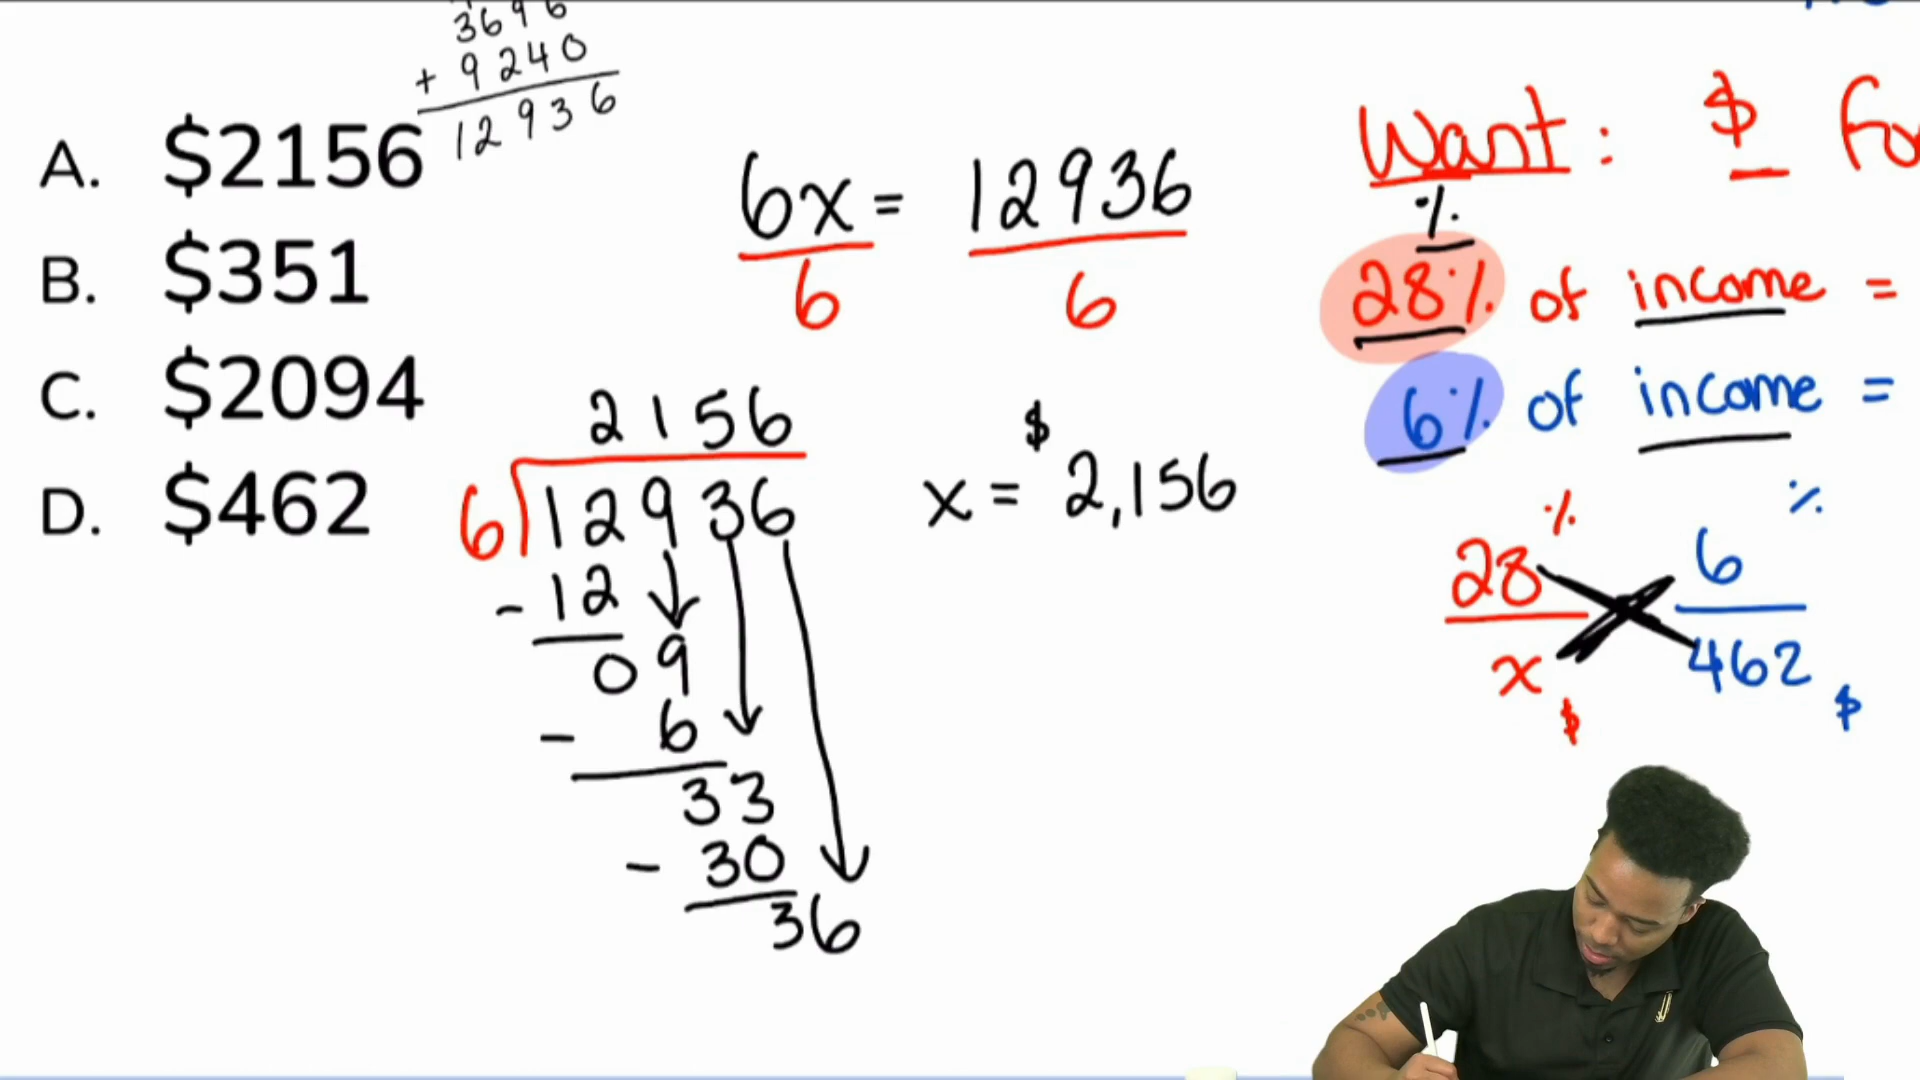 3696
+ 9240
12936
A. $2156
B. $351
C. $2094
D. $462
6x = 12936
6 6
2156
6 12936
- 12
09
- 6
33
- 30
36
x = $2,156
Want: $
%
28% of income =
6% of income =
% %
28 6
x 462
$ $